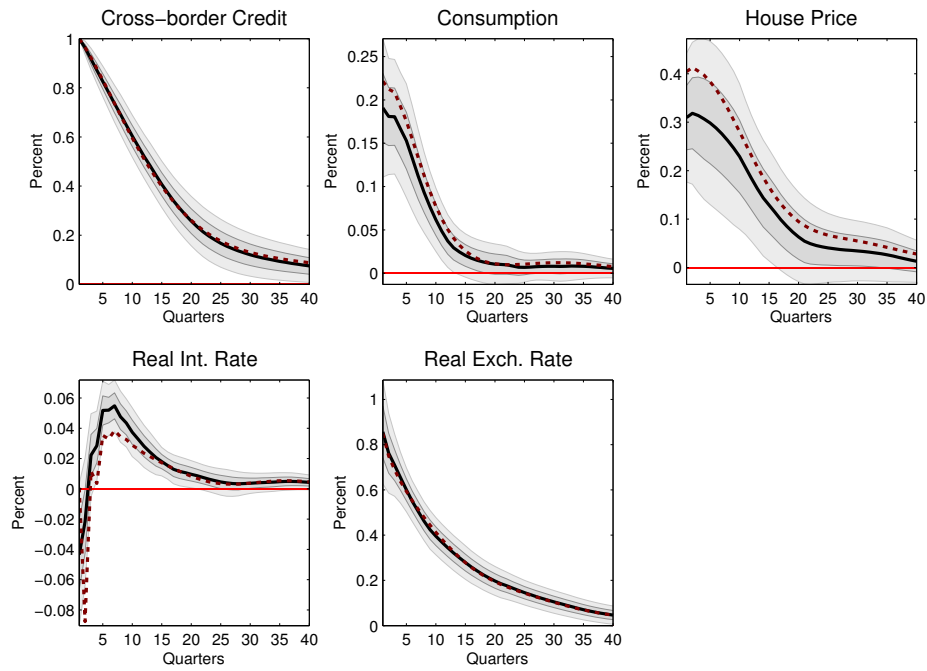 Cross−border Credit
Percent
1
0.8
0.6
0.4
0.2
0
5 10 15 20 25 30 35 40
Quarters
Consumption
Percent
0.25
0.2
0.15
0.1
0.05
0
5 10 15 20 25 30 35 40
Quarters
House Price
Percent
0.4
0.3
0.2
0.1
0
5 10 15 20 25 30 35 40
Quarters
Real Int. Rate
Percent
0.06
0.04
0.02
0
−0.02
−0.04
−0.06
−0.08
5 10 15 20 25 30 35 40
Quarters
Real Exch. Rate
Percent
1
0.8
0.6
0.4
0.2
0
5 10 15 20 25 30 35 40
Quarters